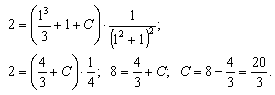 2 = (1³/3 + 1 + C) · 1/(1² + 1)²;
2 = (4/3 + C) · 1/4; 8 = 4/3 + C; C = 8 − 4/3 = 20/3.